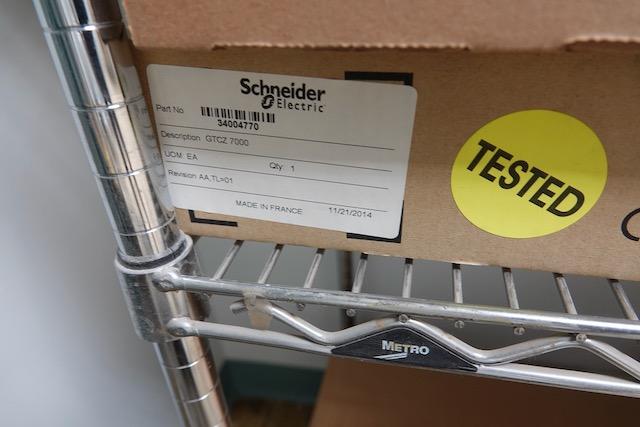 Schneider
Electric
Part No.
34004770
Description GTCZ 7000
UOM: EA Qty: 1
Revision AA,TL=01
MADE IN FRANCE 11/21/2014
TESTED
METRO